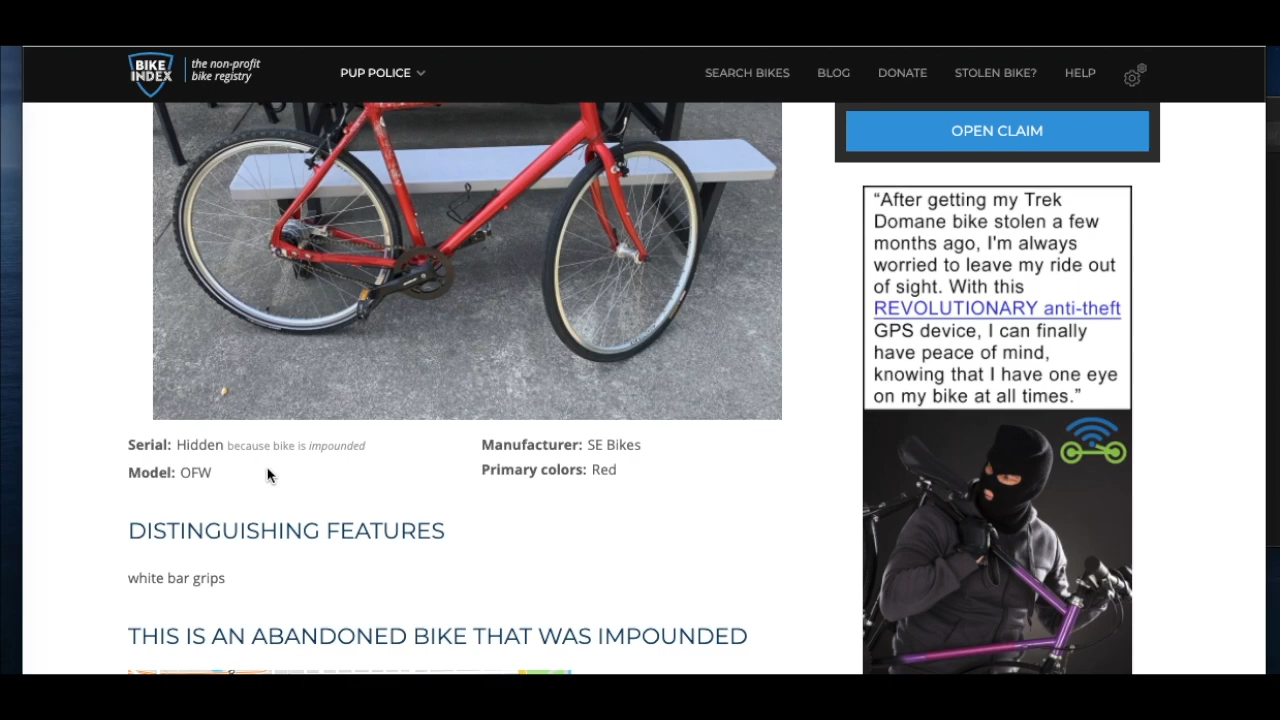 BIKE INDEX
the non-profit
bike registry
PUP POLICE
SEARCH BIKES
BLOG
DONATE
STOLEN BIKE?
HELP
OPEN CLAIM
Serial: Hidden because bike is impounded
Manufacturer: SE Bikes
Model: OFW
Primary colors: Red
DISTINGUISHING FEATURES
white bar grips
THIS IS AN ABANDONED BIKE THAT WAS IMPOUNDED
“After getting my Trek
Domane bike stolen a few
months ago, I'm always
worried to leave my ride out
of sight. With this
REVOLUTIONARY anti-theft
GPS device, I can finally
have peace of mind,
knowing that I have one eye
on my bike at all times.”